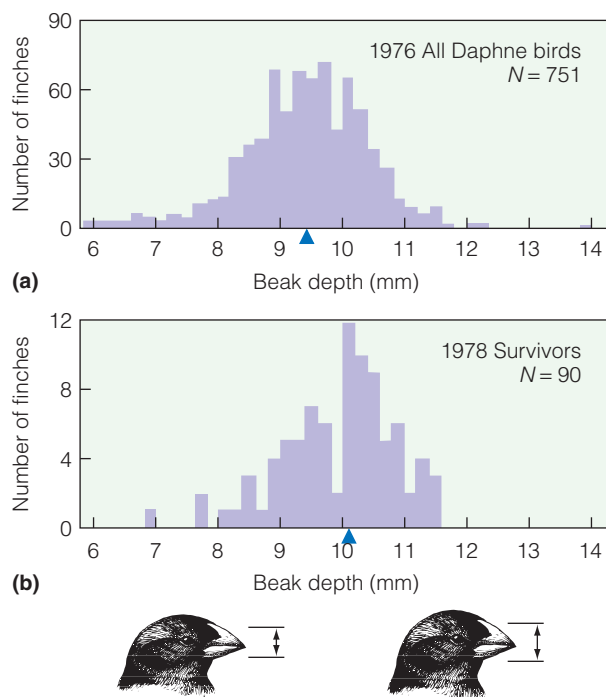 Number of finches
90
60
30
0
1976 All Daphne birds
N = 751
6 7 8 9 10 11 12 13 14
(a)
Beak depth (mm)
Number of finches
12
8
4
0
1978 Survivors
N = 90
6 7 8 9 10 11 12 13 14
(b)
Beak depth (mm)